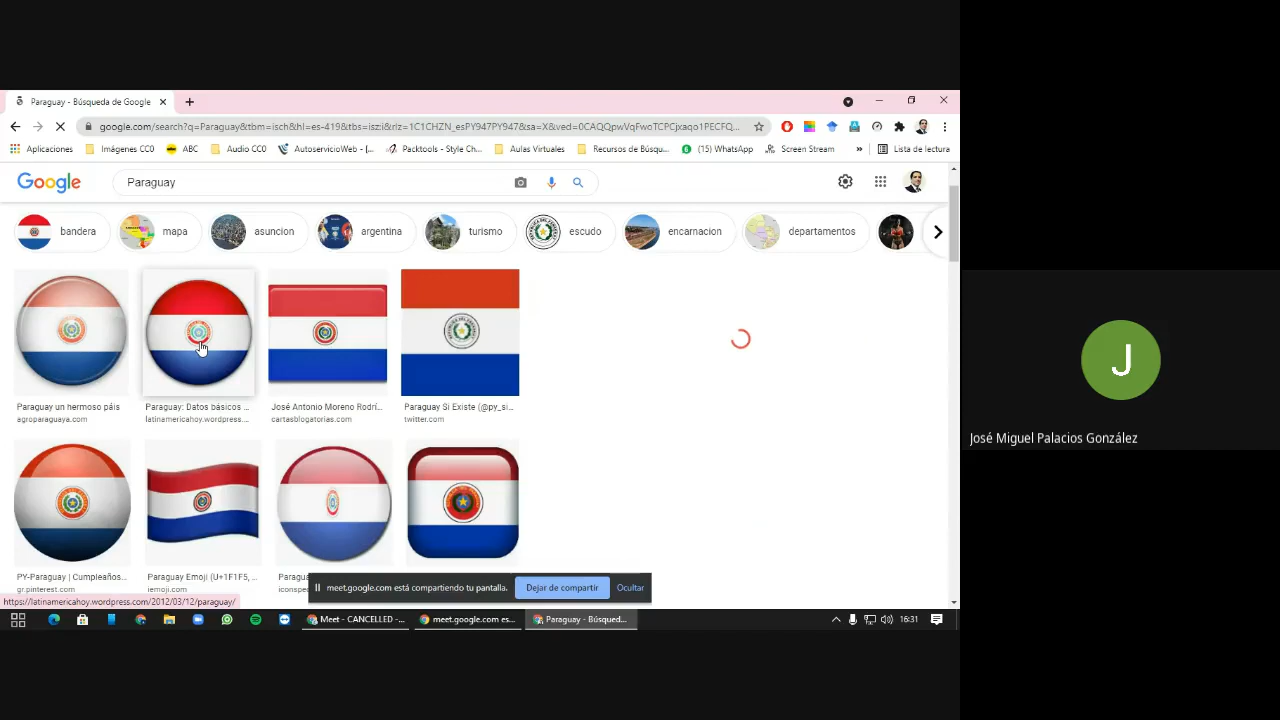 Paraguay - Búsqueda de Google
google.com/search?q=Paraguay&tbm=isch&hl=es-419&tbs=iszi&rlz=1C1CHZN_esPY947PY947&sa=X&ved=0CAQQpwVqFwoTCPCjxaqo1PECFQ...
Aplicaciones
Imágenes CC0
ABC
Audio CC0
AutoservicioWeb - [...
Packtools - Style Ch...
Aulas Virtuales
Recursos de Búsqu...
(15) WhatsApp
Screen Stream
»
Lista de lectura
Google
Paraguay
bandera
mapa
asuncion
argentina
turismo
escudo
encarnacion
departamentos
Paraguay un hermoso páis
agroparaguaya.com
Paraguay: Datos básicos ...
latinamericahoy.wordpress...
José Antonio Moreno Rodrí...
cartasblogatorias.com
Paraguay Si Existe (@py_si...
twitter.com
PY-Paraguay | Cumpleaños...
gr.pinterest.com
Paraguay Emoji (U+1F1F5, ...
iemoji.com
Paragua
iconspe
meet.google.com está compartiendo tu pantalla.
Dejar de compartir
Ocultar
https://latinamericahoy.wordpress.com/2012/03/12/paraguay/
Meet - CANCELLED -...
meet.google.com es...
Paraguay - Búsqued...
16:31
J
José Miguel Palacios González